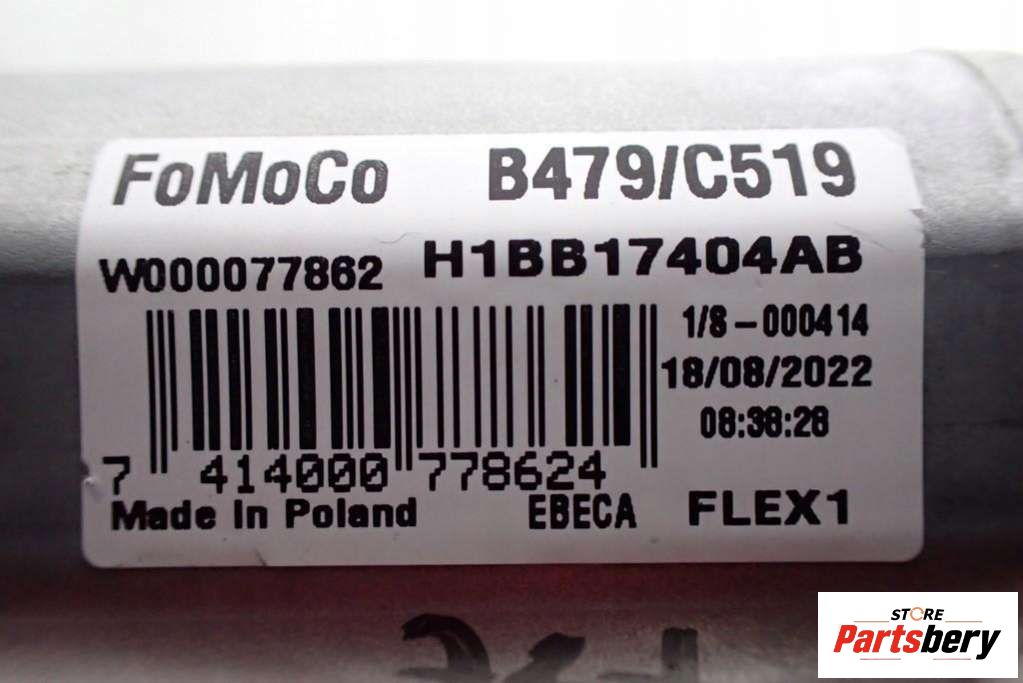 FoMoCo B479/C519
W000077862 H1BB17404AB
1/8-000414
18/08/2022
08:38:28
7 414000 778624
Made In Poland EBECA FLEX1
STORE
Partsbery